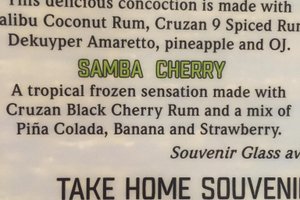 This delicious concoction is made with
alibu Coconut Rum, Cruzan 9 Spiced Rum
Dekuyper Amaretto, pineapple and OJ.
SAMBA CHERRY
A tropical frozen sensation made with
Cruzan Black Cherry Rum and a mix of
Piña Colada, Banana and Strawberry.
Souvenir Glass av
TAKE HOME SOUVENI